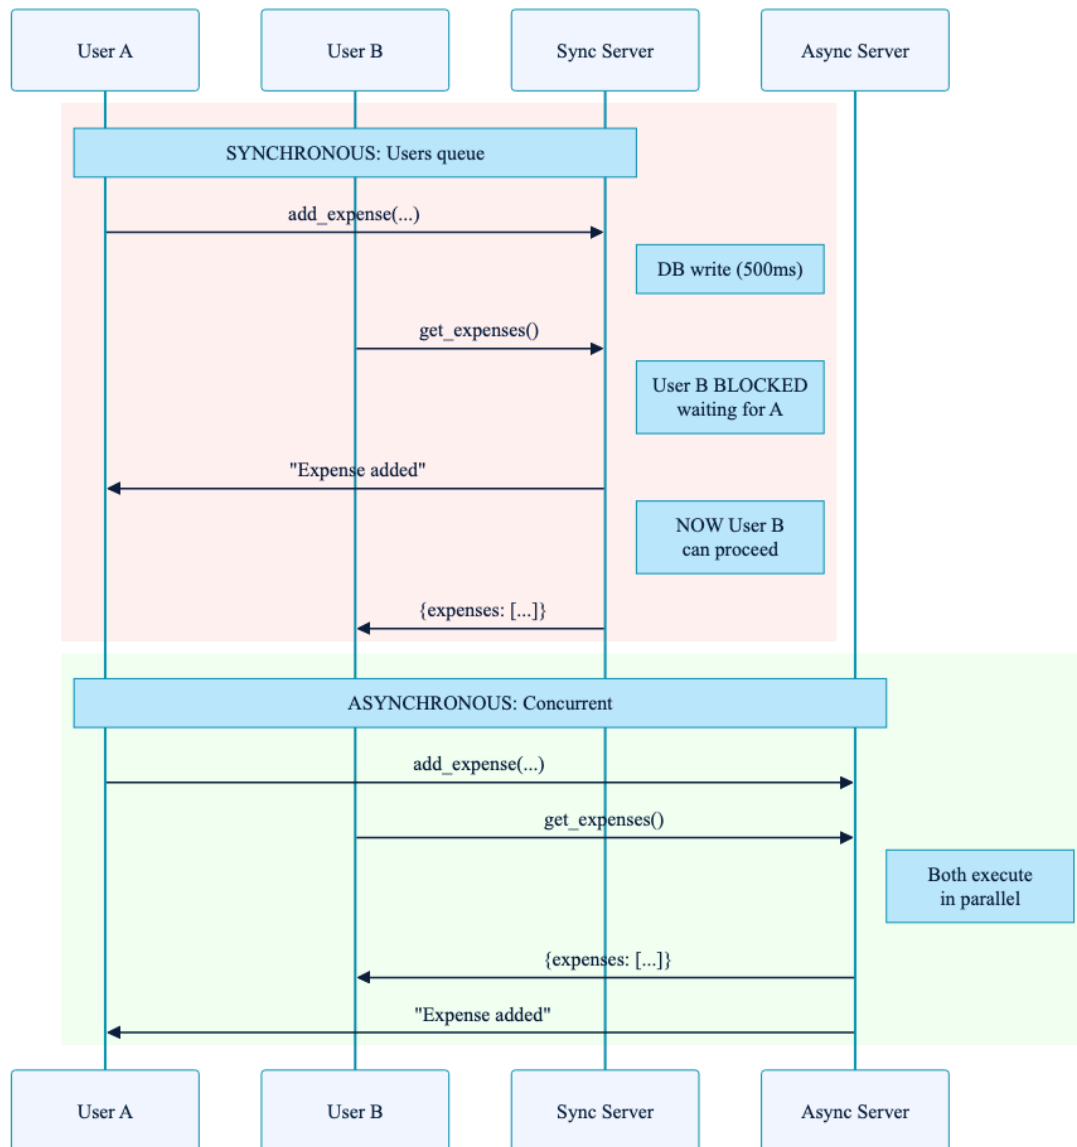 User A
User B
Sync Server
Async Server
SYNCHRONOUS: Users queue
add_expense(...)
DB write (500ms)
get_expenses()
User B BLOCKED
waiting for A
"Expense added"
NOW User B
can proceed
{expenses: [...]}
ASYNCHRONOUS: Concurrent
add_expense(...)
get_expenses()
Both execute
in parallel
{expenses: [...]}
"Expense added"
User A
User B
Sync Server
Async Server